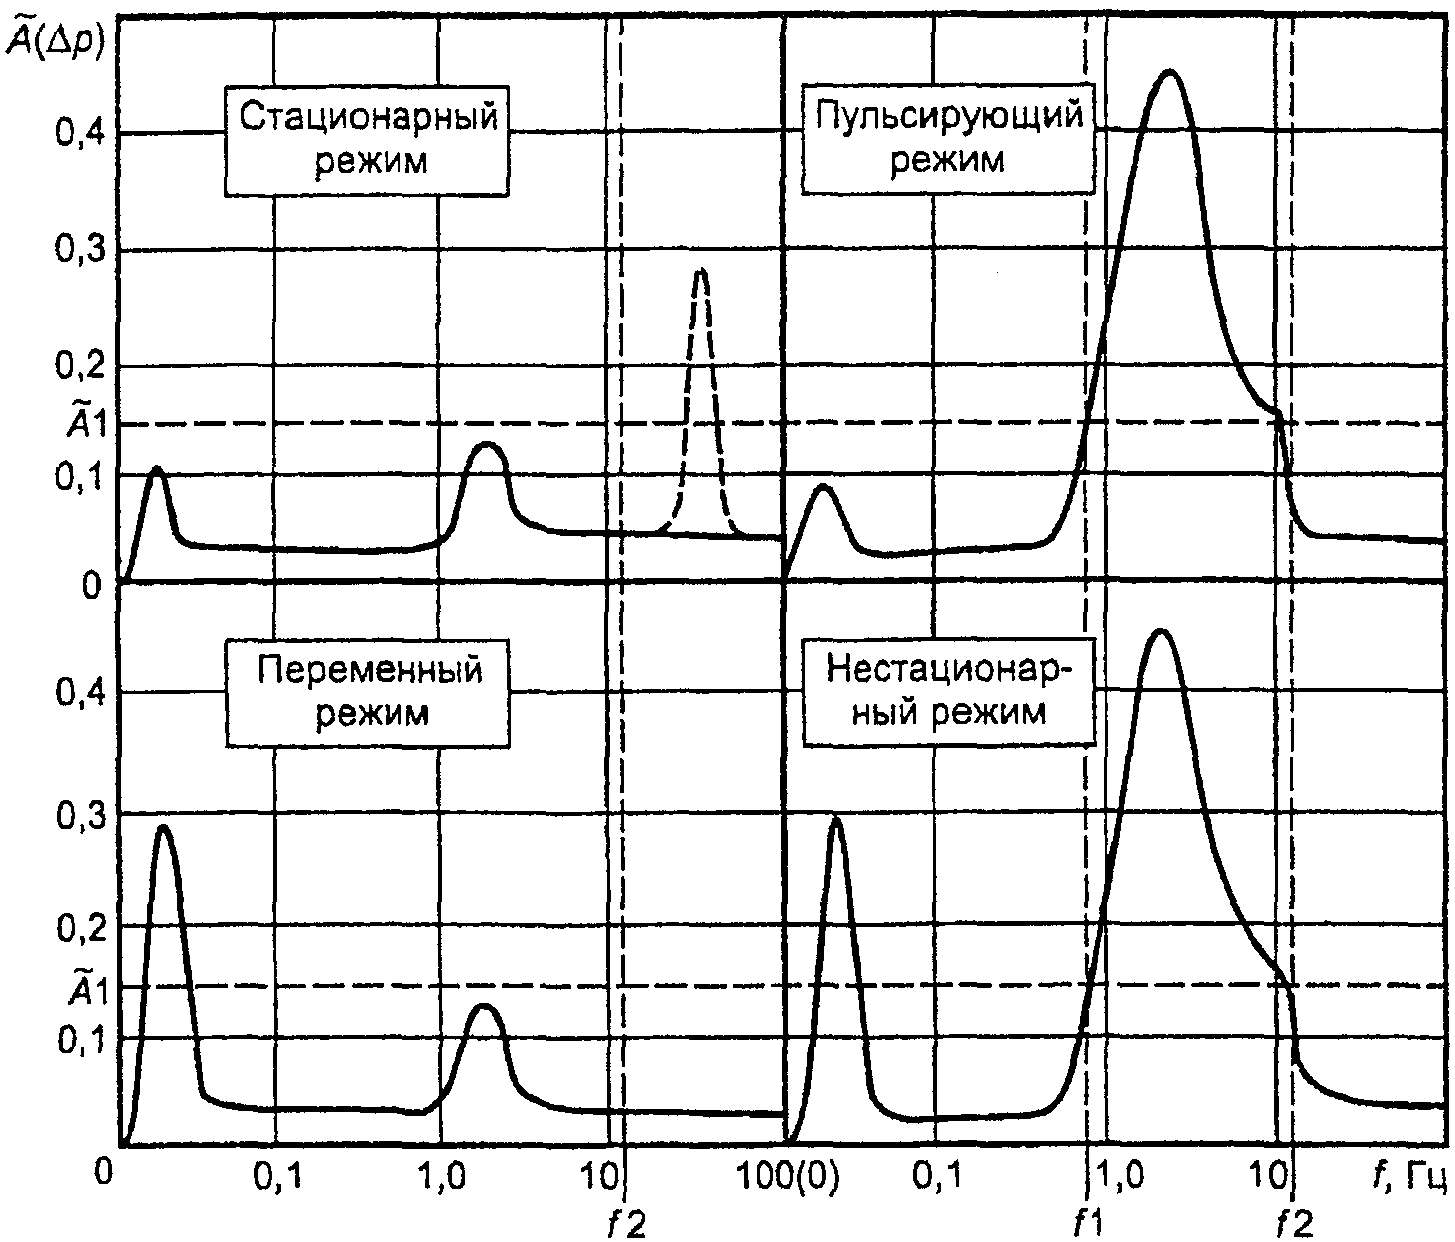 Ã(Δp)
Стационарный
режим
Пульсирующий
режим
0,4
0,3
0,2
Ã1
0,1
0
Переменный
режим
Нестационар-
ный режим
0,4
0,3
0,2
Ã1
0,1
0 0,1 1,0 10 100(0) 0,1 1,0 10 f, Гц
f2 f1 f2